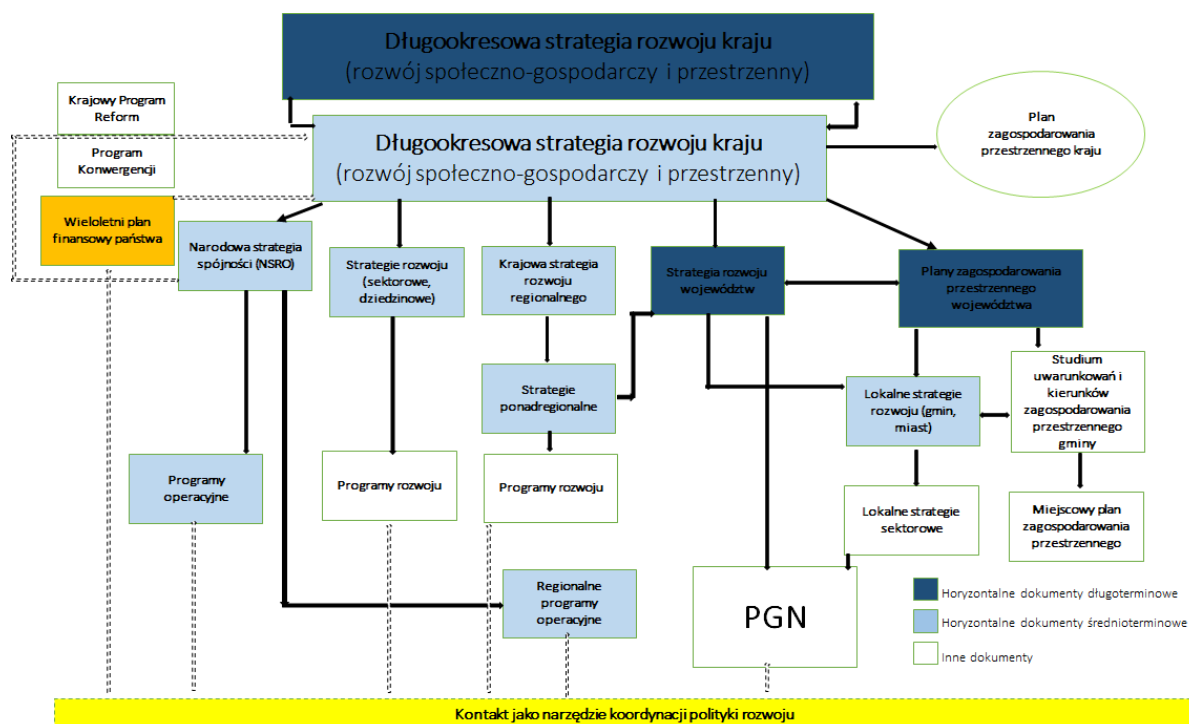 Długookresowa strategia rozwoju kraju
(rozwój społeczno-gospodarczy i przestrzenny)
Krajowy Program
Reform
Program
Konwergencji
Długookresowa strategia rozwoju kraju
(rozwój społeczno-gospodarczy i przestrzenny)
Plan
zagospodarowania
przestrzennego kraju
Wieloletni plan
finansowy państwa
Narodowa strategia
spójności (NSRO)
Strategie rozwoju
(sektorowe,
dziedzinowe)
Krajowa strategia
rozwoju
regionalnego
Strategia rozwoju
województw
Plany zagospodarowania
przestrzennego
województwa
Strategie
ponadregionalne
Lokalne strategie
rozwoju (gmin,
miast)
Studium
uwarunkowań i
kierunków
zagospodarowania
przestrzennego
gminy
Programy
operacyjne
Programy rozwoju
Programy rozwoju
Lokalne strategie
sektorowe
Miejscowy plan
zagospodarowania
przestrzennego
Regionalne
programy
operacyjne
PGN
Horyzontalne dokumenty długoterminowe
Horyzontalne dokumenty średnioterminowe
Inne dokumenty
Kontakt jako narzędzie koordynacji polityki rozwoju